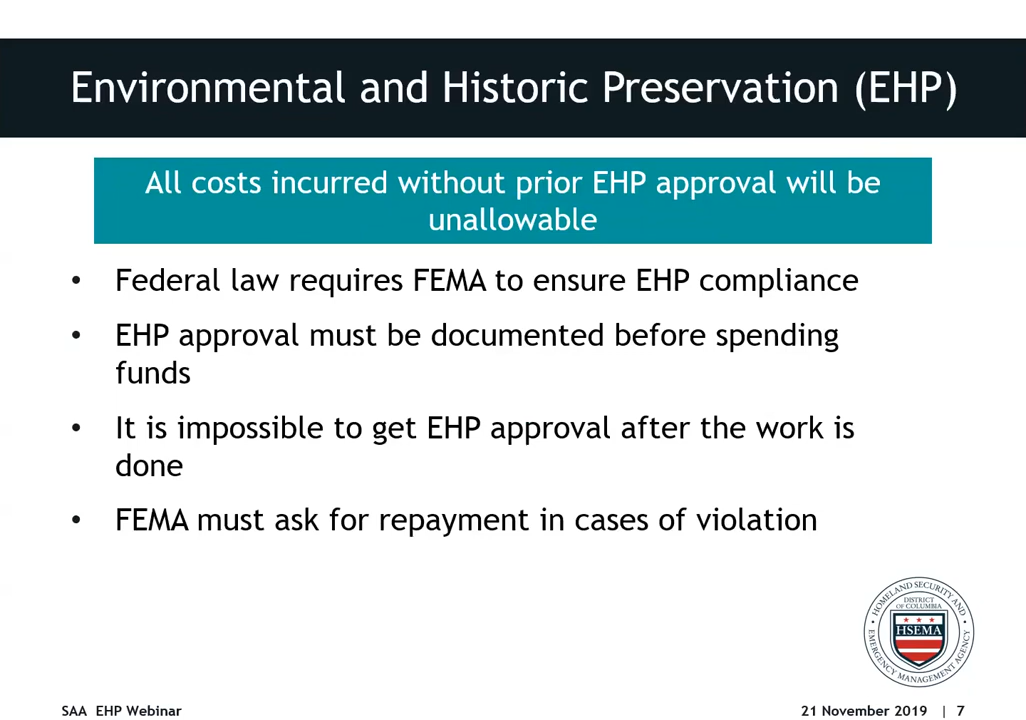 Environmental and Historic Preservation (EHP)
All costs incurred without prior EHP approval will be
unallowable
• Federal law requires FEMA to ensure EHP compliance
• EHP approval must be documented before spending
funds
• It is impossible to get EHP approval after the work is
done
• FEMA must ask for repayment in cases of violation
HOMELAND SECURITY AND
DISTRICT
OF COLUMBIA
HSEMA
EMERGENCY MANAGEMENT AGENCY
SAA EHP Webinar
21 November 2019 | 7